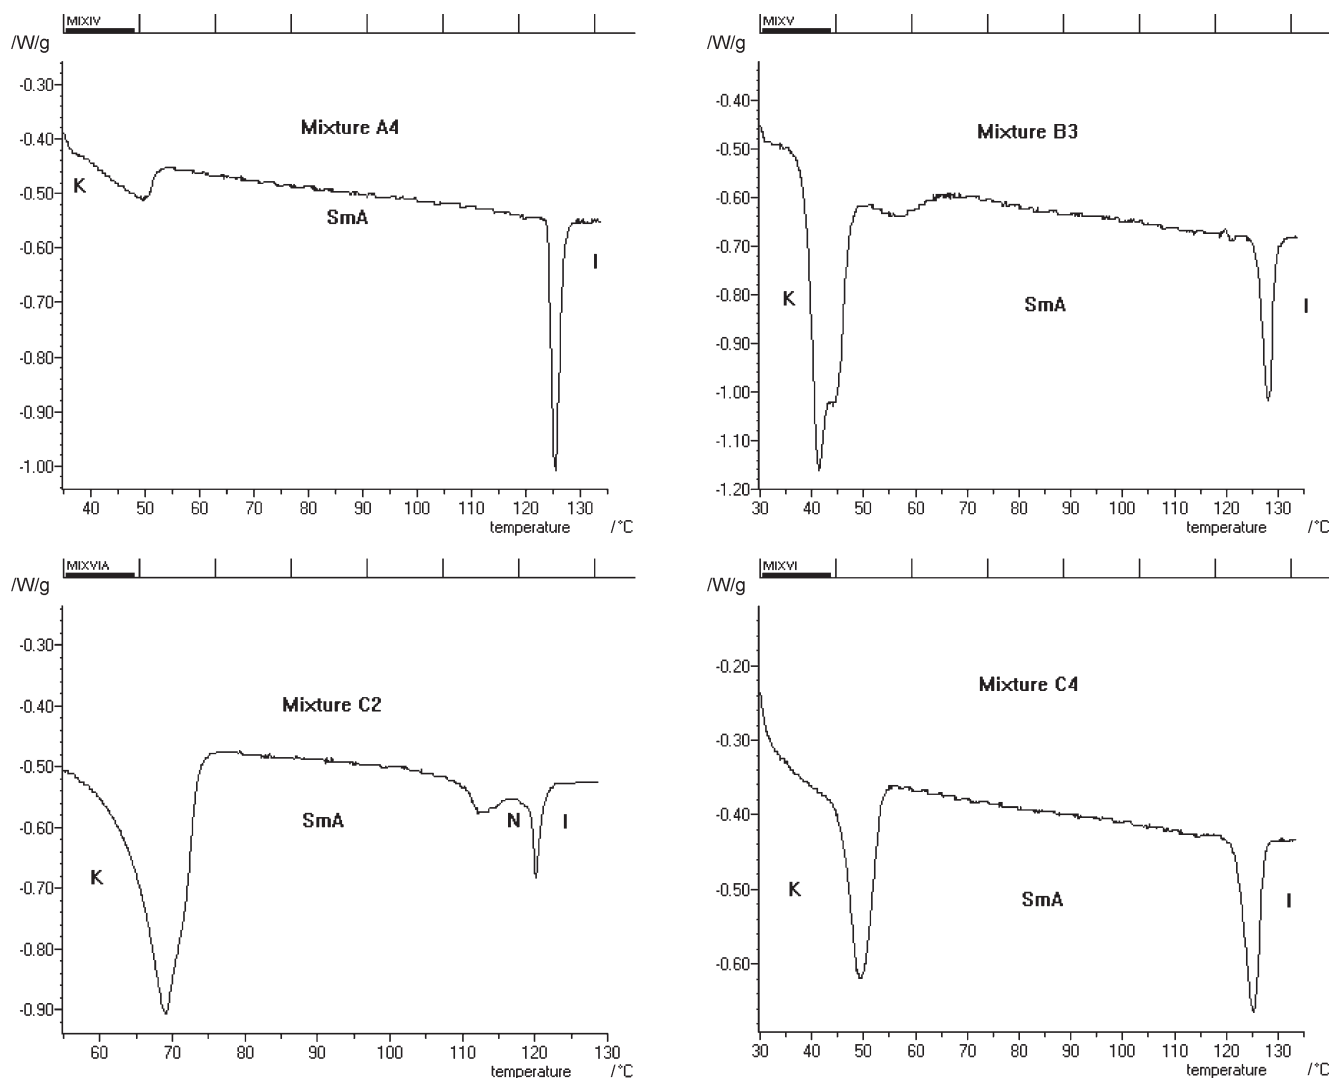 MIXIV
/W/g
-0.30
-0.40
-0.50
-0.60
-0.70
-0.80
-0.90
-1.00
Mixture A4
K
SmA
I
40 50 60 70 80 90 100 110 120 130
temperature /°C
MIXV
/W/g
-0.40
-0.50
-0.60
-0.70
-0.80
-0.90
-1.00
-1.10
-1.20
Mixture B3
K
SmA
I
30 40 50 60 70 80 90 100 110 120 130
temperature /°C
MIXVIA
/W/g
-0.30
-0.40
-0.50
-0.60
-0.70
-0.80
-0.90
Mixture C2
K
SmA
N
I
60 70 80 90 100 110 120 130
temperature /°C
MIXVI
/W/g
-0.20
-0.30
-0.40
-0.50
-0.60
Mixture C4
K
SmA
I
30 40 50 60 70 80 90 100 110 120 130
temperature /°C